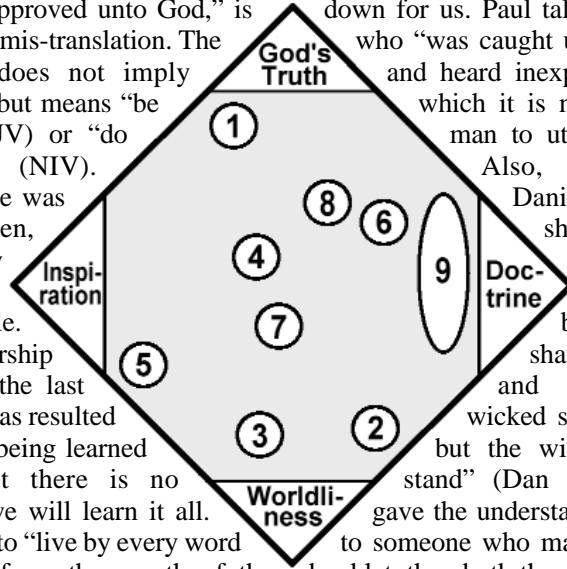 approved unto God,” is
mis-translation. The
does not imply
but means “be
JV) or “do
(NIV).
e was
en,
le.
rship
the last
as resulted
being learned
there is no
we will learn it all.
to “live by every word
God's
Truth
1
8
6
4
9
Inspi-
ration
Doc-
trine
7
5
3
2
Worldli-
ness
down for us. Paul tal
who “was caught u
and heard inexp
which it is
man to ut
Also,
Dani
sh
b
sha
and
wicked s
but the wi
stand” (Dan
gave the understa
to someone who ma